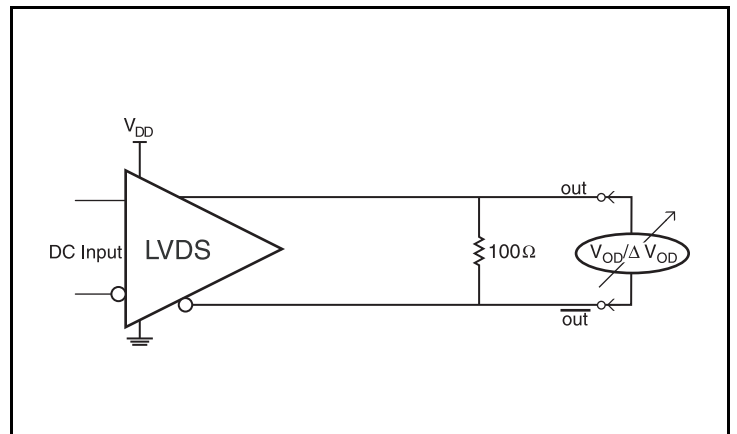 V_DD
out
DC Input
LVDS
100Ω
V_OD/Δ V_OD
out